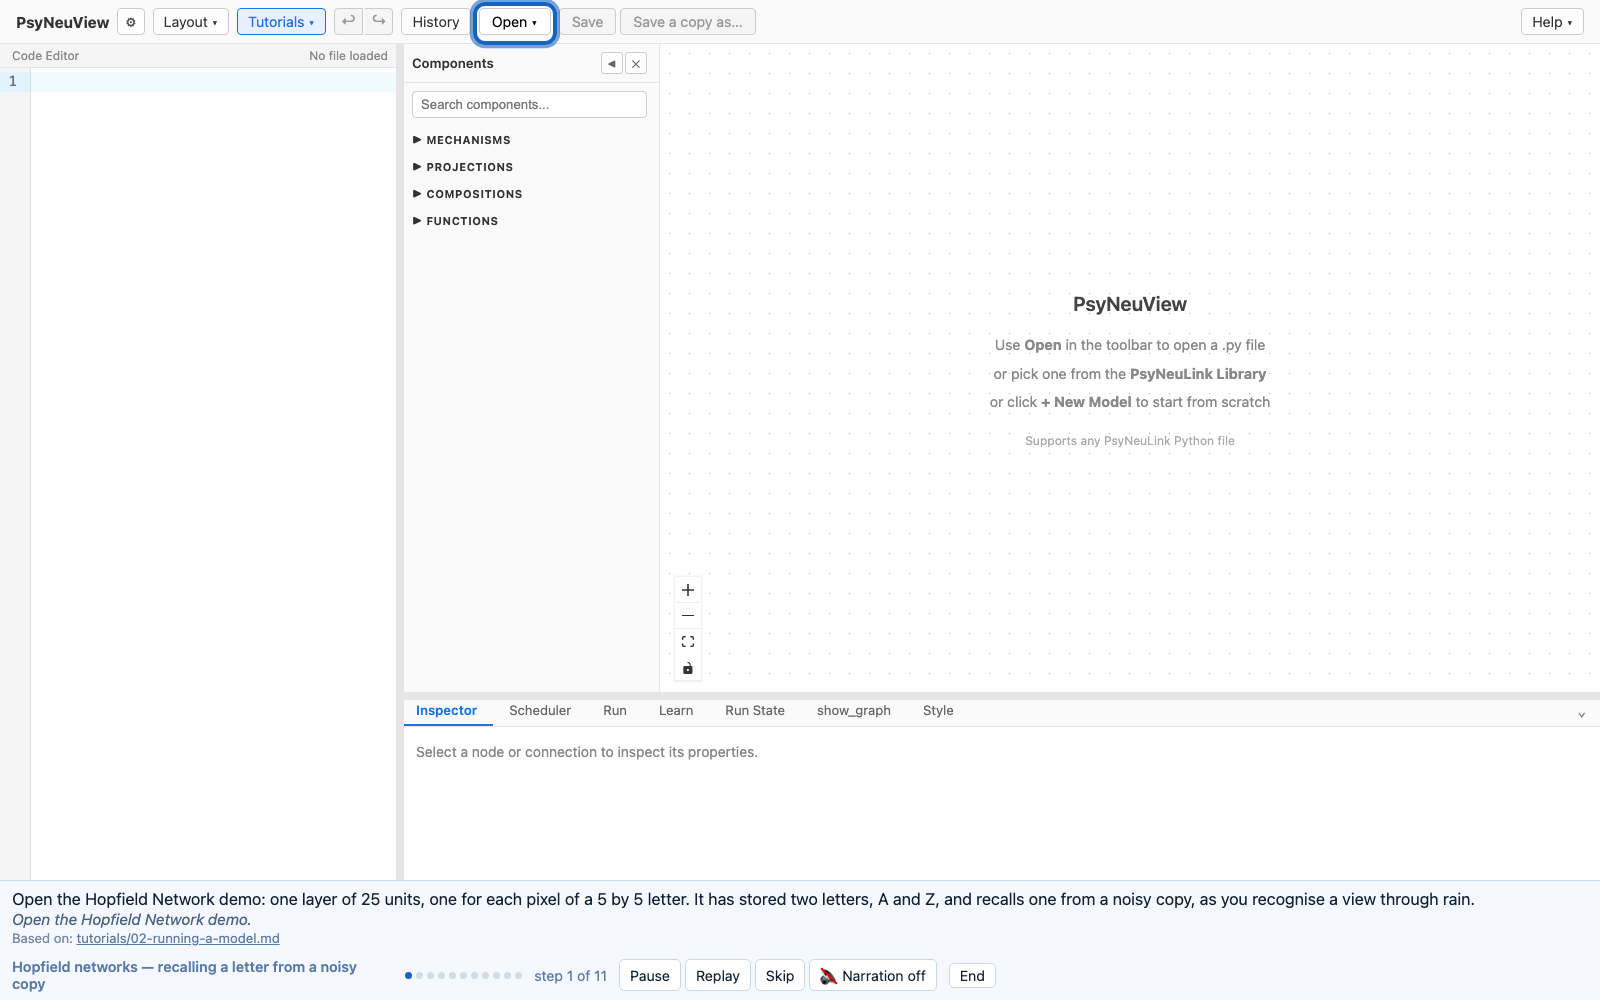 PsyNeuView
Layout
Tutorials
History
Open
Save
Save a copy as...
Help
Code Editor
No file loaded
1
Components
Search components...
MECHANISMS
PROJECTIONS
COMPOSITIONS
FUNCTIONS
PsyNeuView
Use Open in the toolbar to open a .py file
or pick one from the PsyNeuLink Library
or click + New Model to start from scratch
Supports any PsyNeuLink Python file
Inspector
Scheduler
Run
Learn
Run State
show_graph
Style
Select a node or connection to inspect its properties.
Open the Hopfield Network demo: one layer of 25 units, one for each pixel of a 5 by 5 letter. It has stored two letters, A and Z, and recalls one from a noisy copy, as you recognise a view through rain.
Open the Hopfield Network demo.
Based on: tutorials/02-running-a-model.md
Hopfield networks — recalling a letter from a noisy
copy
step 1 of 11
Pause
Replay
Skip
Narration off
End